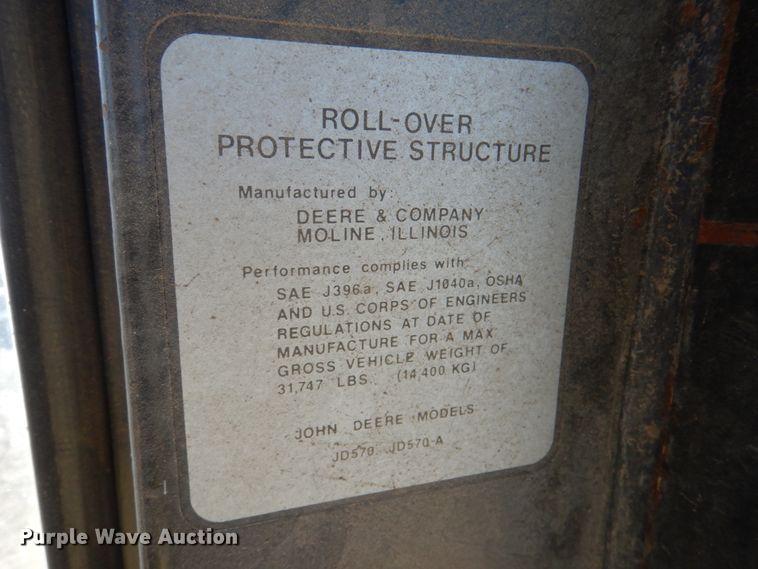 ROLL-OVER
PROTECTIVE STRUCTURE
Manufactured by:
DEERE & COMPANY
MOLINE, ILLINOIS
Performance complies with:
SAE J396a, SAE J1040a, OSHA
AND U.S. CORPS OF ENGINEERS
REGULATIONS AT DATE OF
MANUFACTURE FOR A MAX
GROSS VEHICLE WEIGHT OF
31,747 LBS. (14,400 KG)
JOHN DEERE MODELS
JD570 JD570-A
Purple Wave Auction